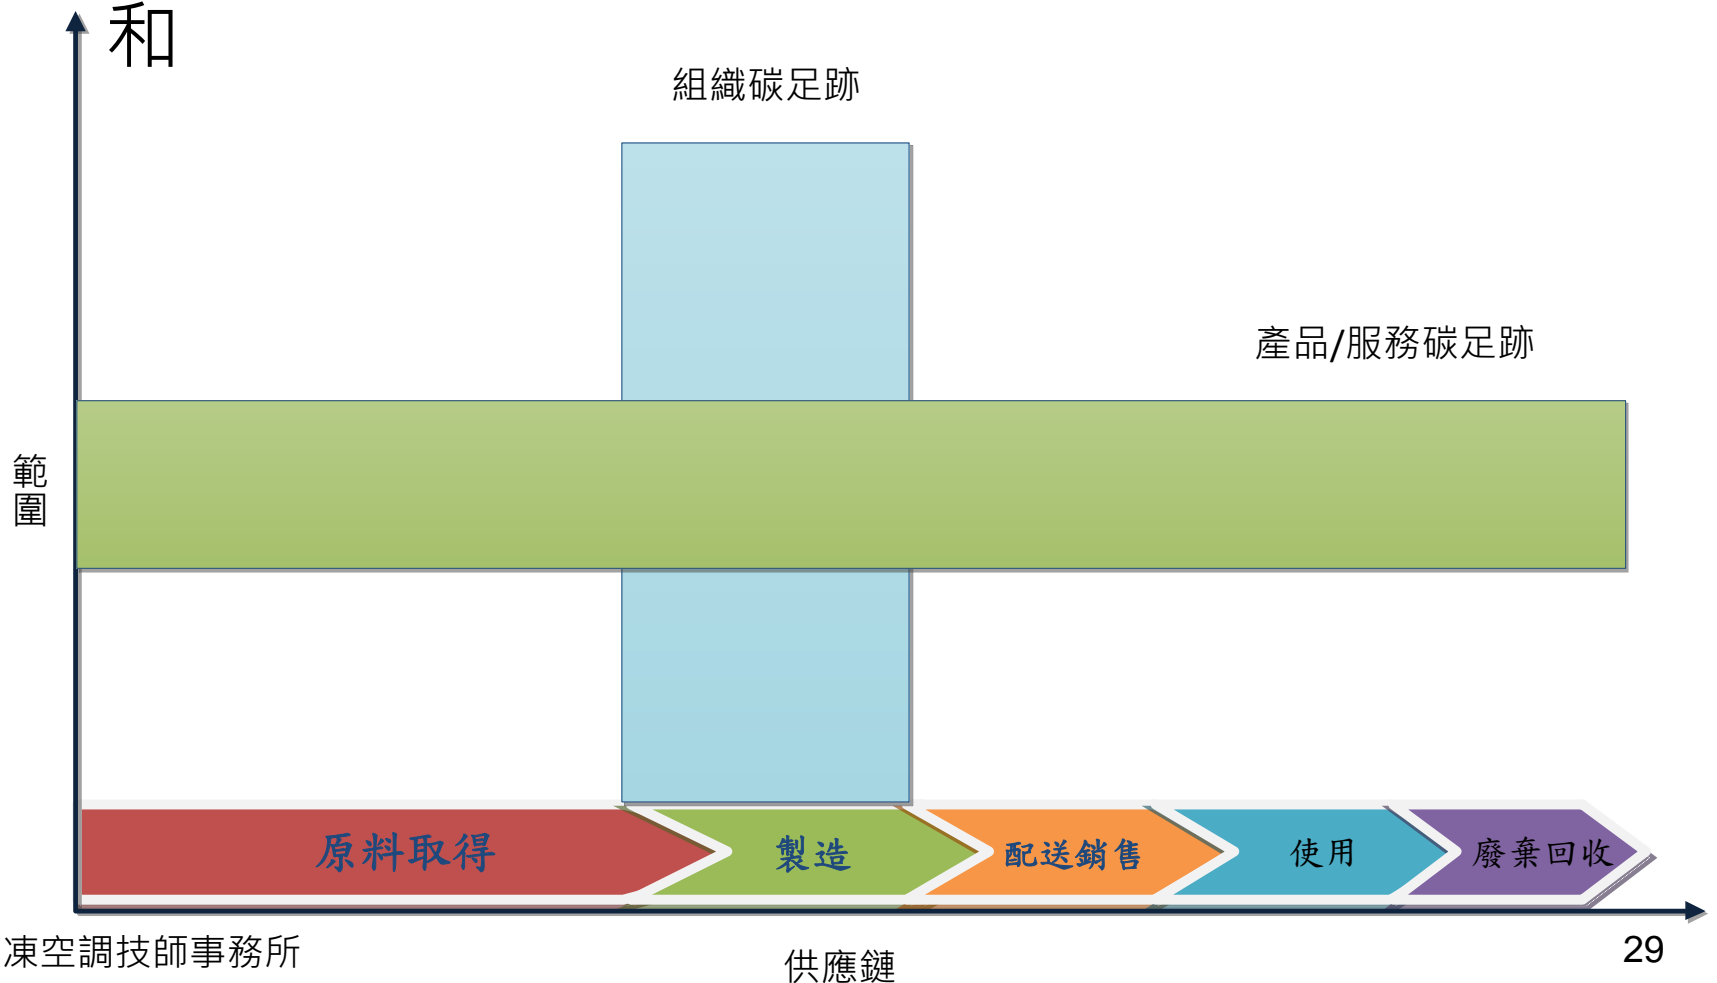 和
組織碳足跡
產品/服務碳足跡
範
圍
原料取得
製造
配送銷售
使用
廢棄回收
凍空調技師事務所
供應鏈
29